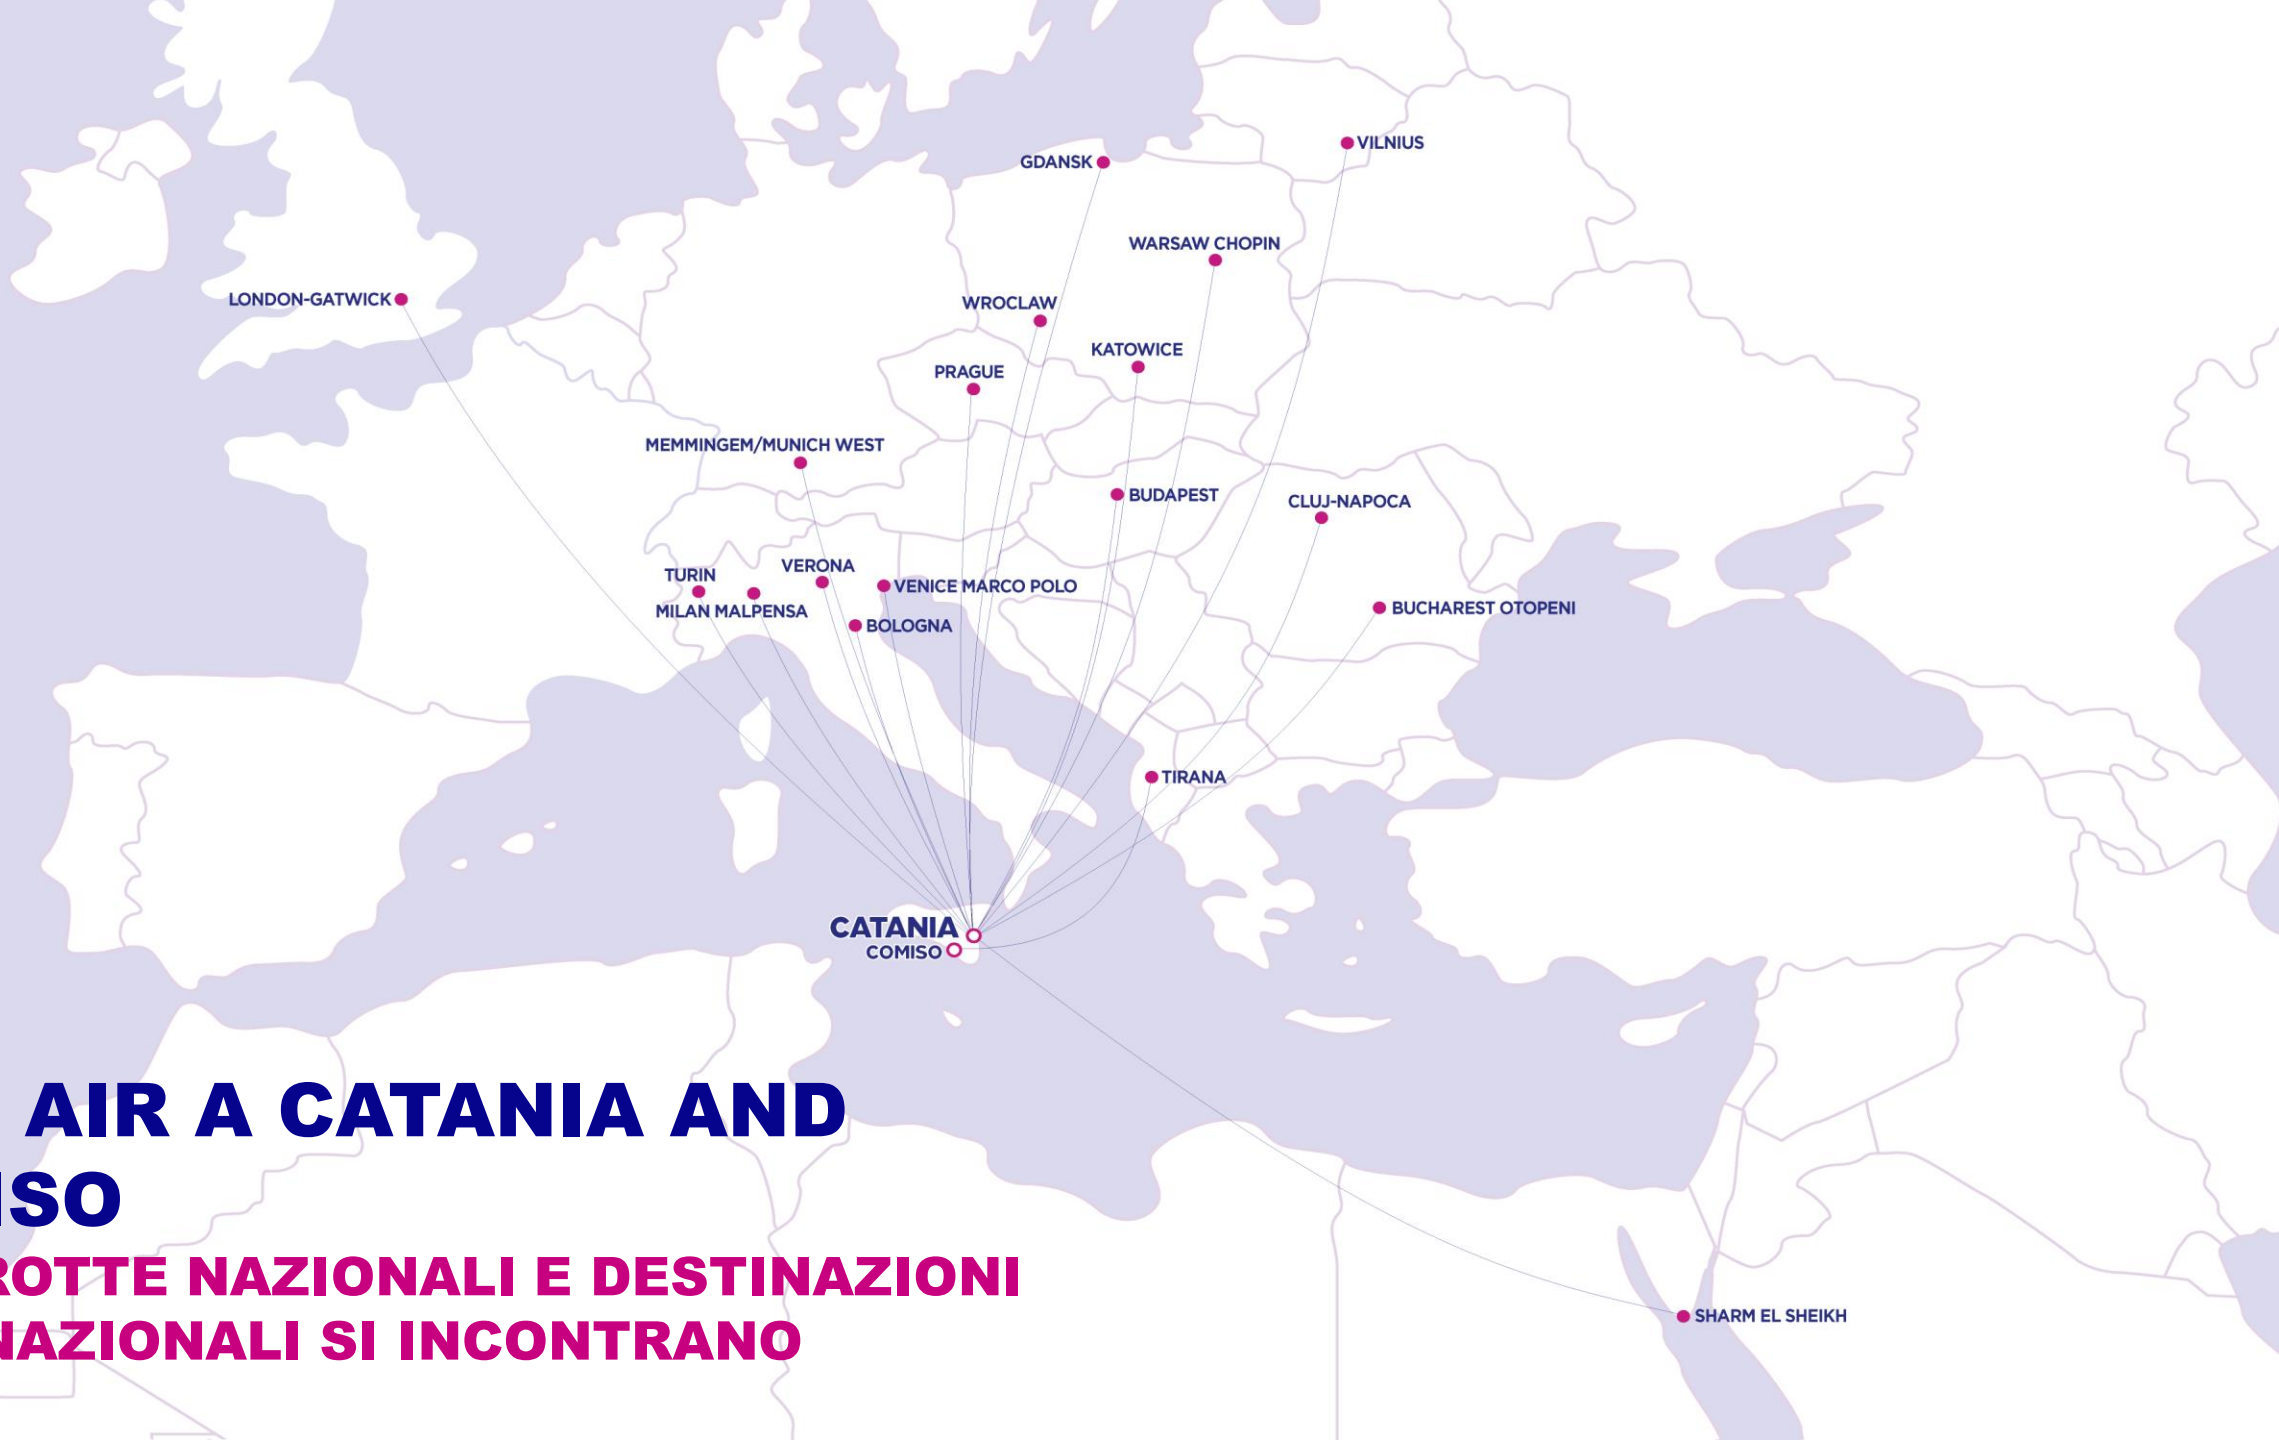 VILNIUS
GDANSK
WARSAW CHOPIN
LONDON-GATWICK
WROCLAW
KATOWICE
PRAGUE
MEMMINGEM/MUNICH WEST
BUDAPEST
CLUJ-NAPOCA
VERONA
TURIN
VENICE MARCO POLO
MILAN MALPENSA
BUCHAREST OTOPENI
BOLOGNA
TIRANA
CATANIA
COMISO
AIR A CATANIA AND
ISO
ROTTE NAZIONALI E DESTINAZIONI
NAZIONALI SI INCONTRANO
SHARM EL SHEIKH